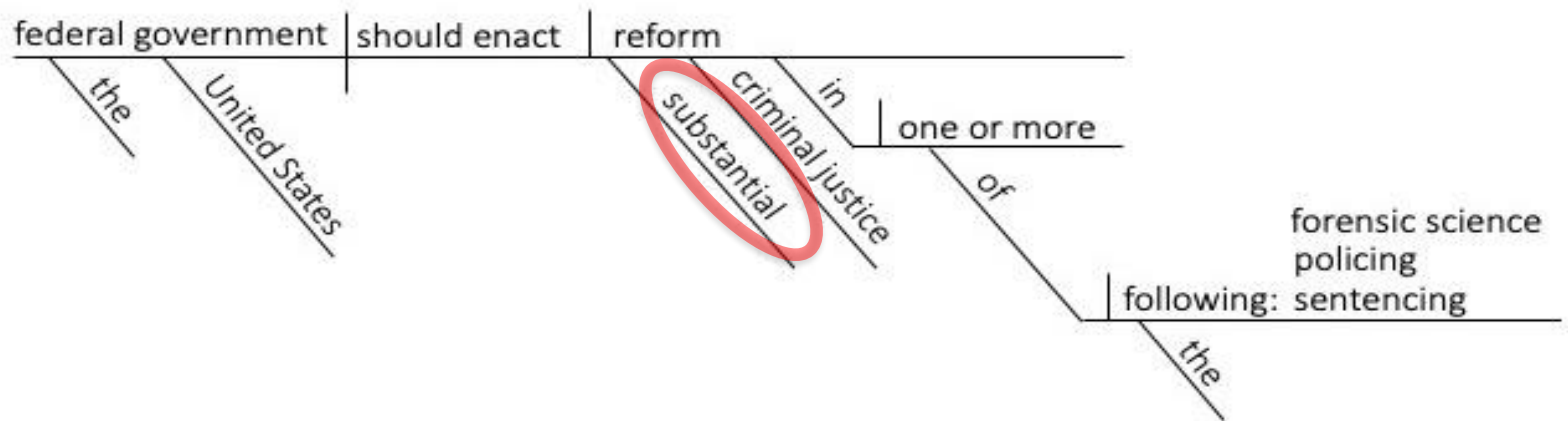 federal government should enact reform
the
United States
substantial
criminal justice
in
one or more
of
forensic science
policing
following: sentencing
the